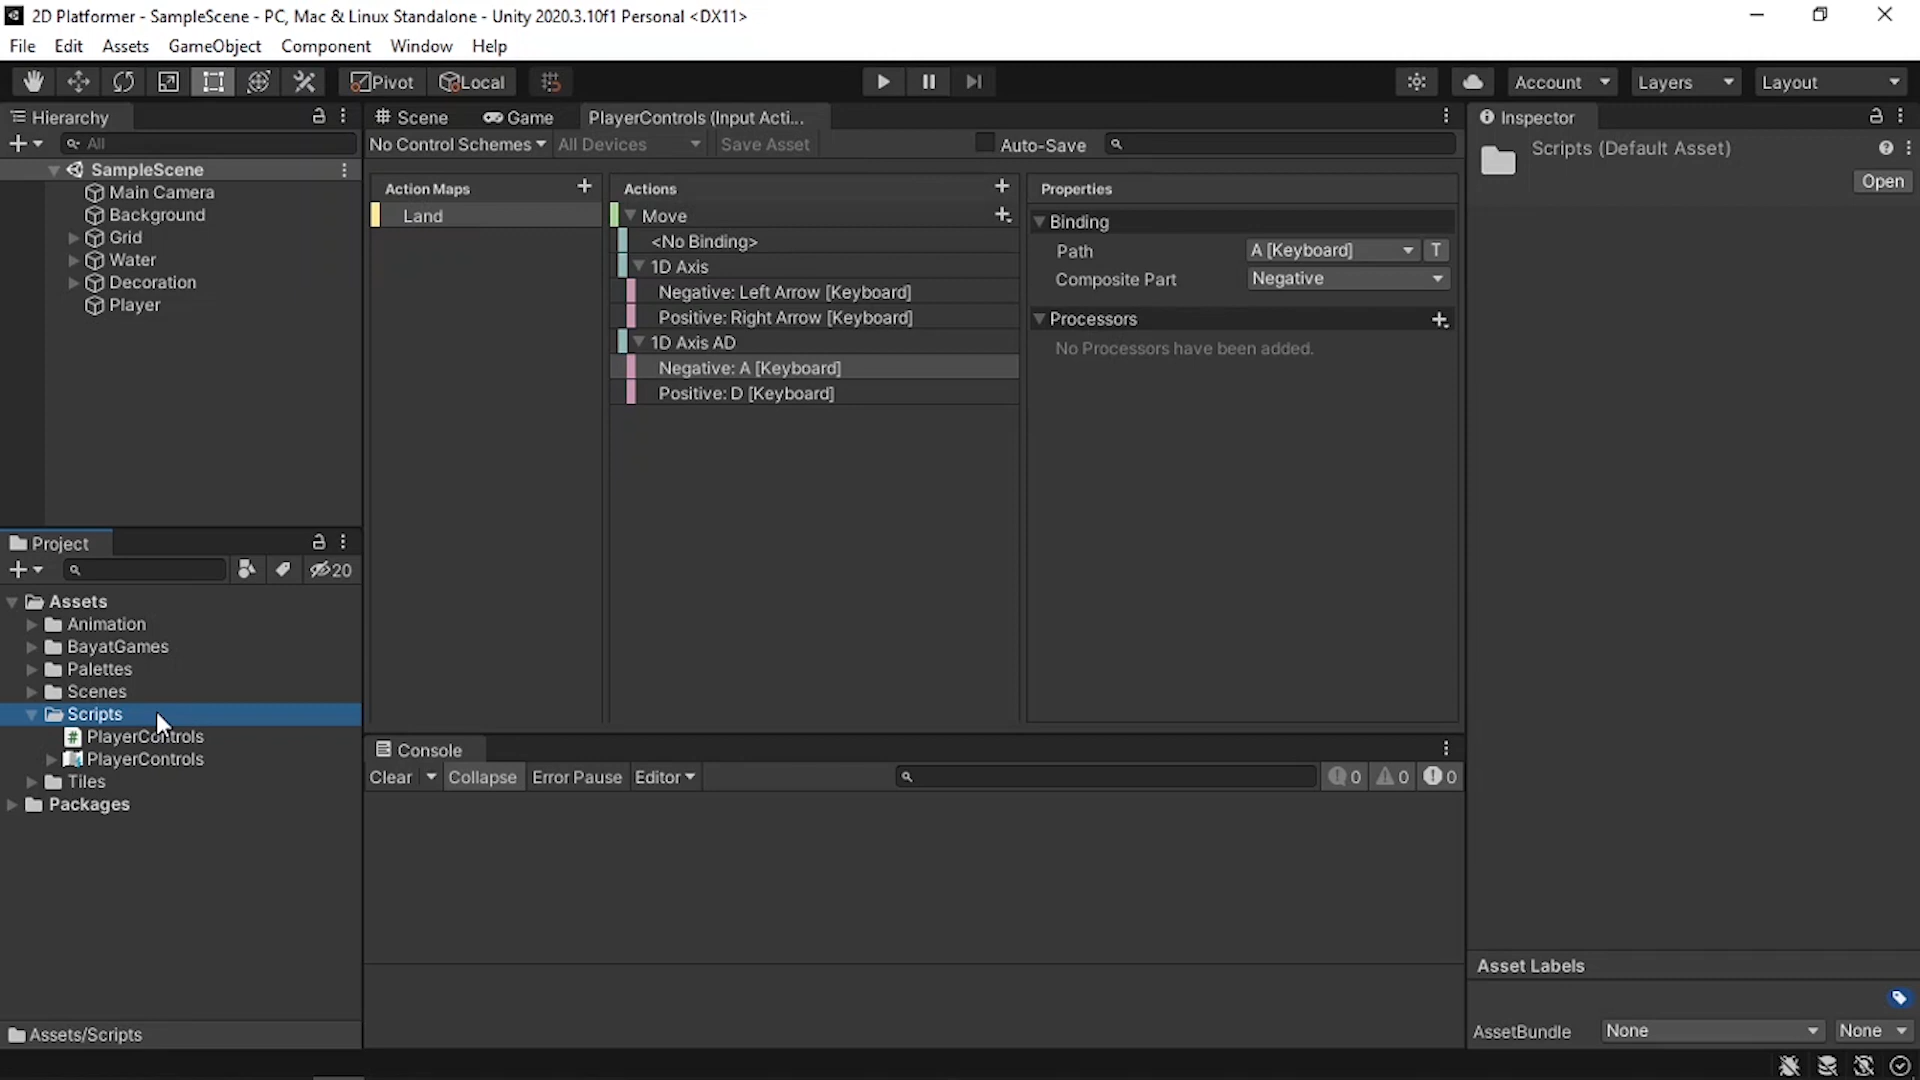 2D Platformer - SampleScene - PC, Mac & Linux Standalone - Unity 2020.3.10f1 Personal <DX11>
File Edit Assets GameObject Component Window Help
Pivot Local Account Layers Layout
Hierarchy
All
SampleScene
Main Camera
Background
Grid
Water
Decoration
Player
Scene Game PlayerControls (Input Acti...
No Control Schemes All Devices Save Asset Auto-Save
Action Maps
Land
Actions
Move
<No Binding>
1D Axis
Negative: Left Arrow [Keyboard]
Positive: Right Arrow [Keyboard]
1D Axis AD
Negative: A [Keyboard]
Positive: D [Keyboard]
Properties
Binding
Path A [Keyboard] T
Composite Part Negative
Processors
No Processors have been added.
Inspector
Scripts (Default Asset)
Open
Project
20
Assets
Animation
BayatGames
Palettes
Scenes
Scripts
PlayerControls
PlayerControls
Tiles
Packages
Assets/Scripts
Console
Clear Collapse Error Pause Editor 0 0 0
Asset Labels
AssetBundle None None